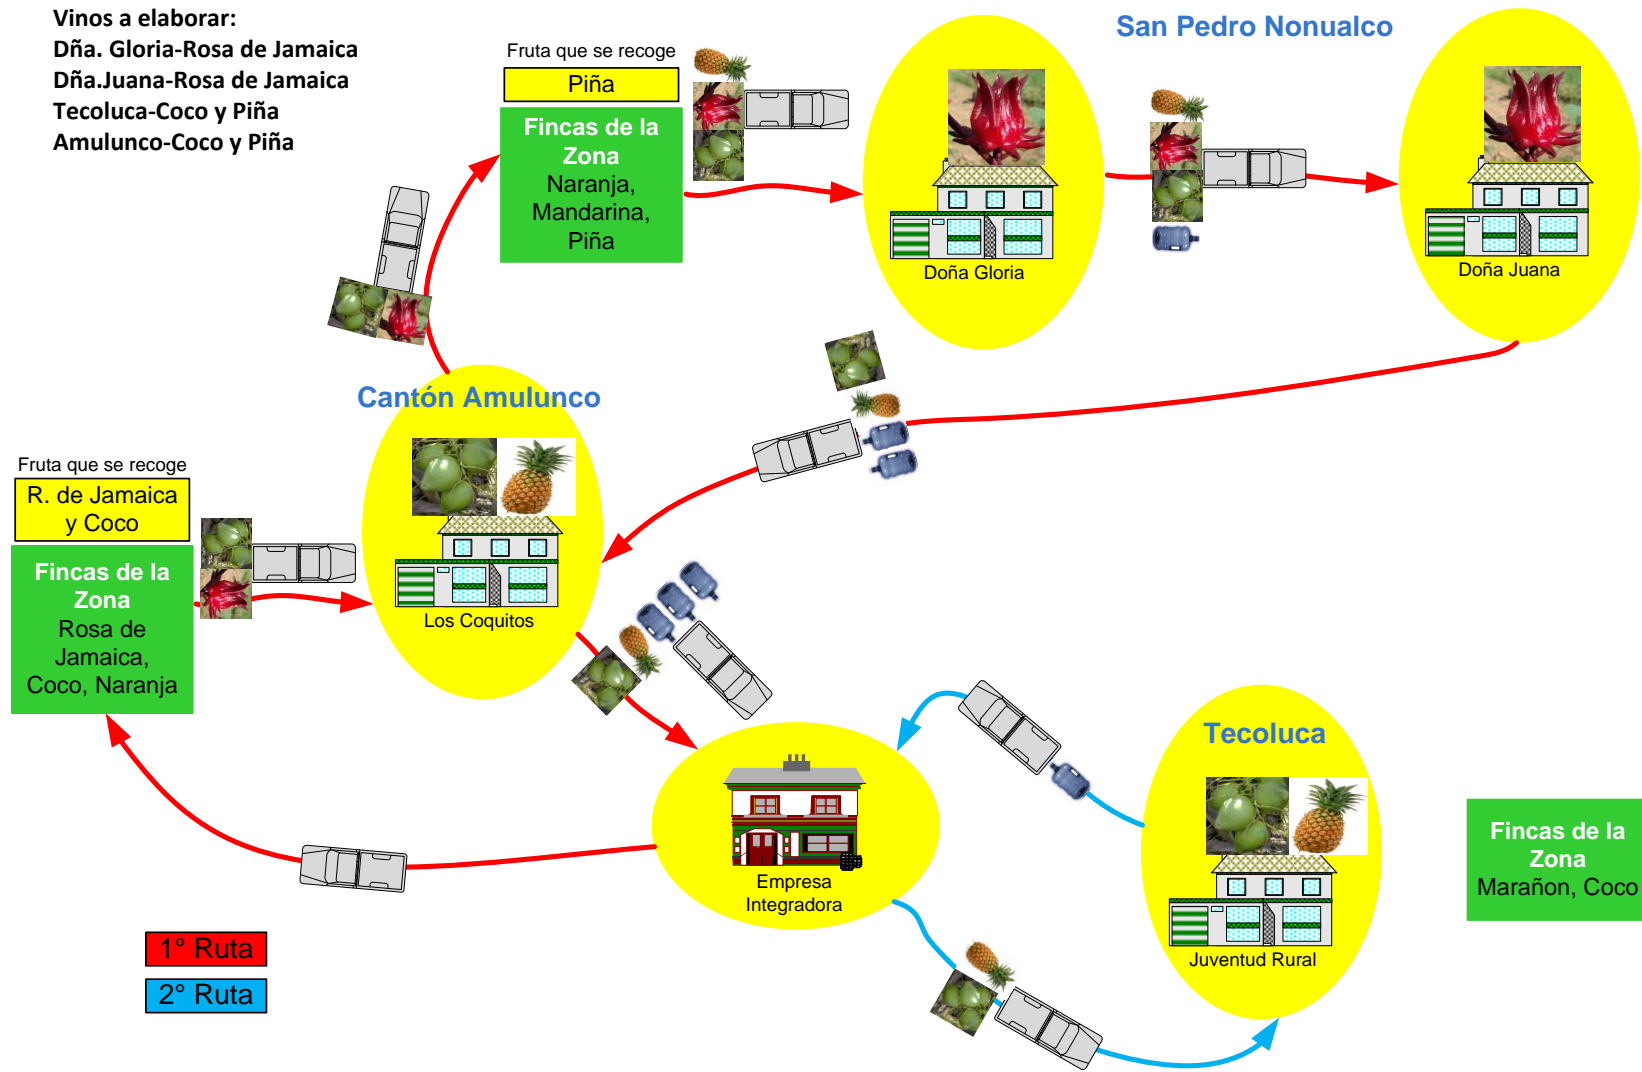 Vinos a elaborar:
Dña. Gloria-Rosa de Jamaica
Dña.Juana-Rosa de Jamaica
Tecoluca-Coco y Piña
Amulunco-Coco y Piña
Fruta que se recoge
Piña
Fincas de la
Zona
Naranja,
Mandarina,
Piña
San Pedro Nonualco
Doña Gloria
Doña Juana
Cantón Amulunco
Los Coquitos
Fruta que se recoge
R. de Jamaica
y Coco
Fincas de la
Zona
Rosa de
Jamaica,
Coco, Naranja
Empresa
Integradora
Tecoluca
Juventud Rural
Fincas de la
Zona
Marañon, Coco
1° Ruta
2° Ruta